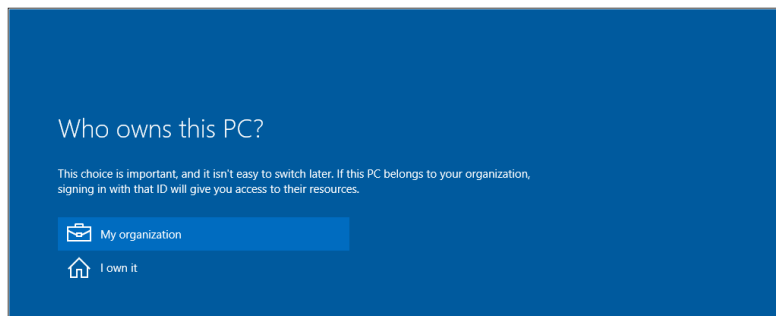 Who owns this PC?
This choice is important, and it isn't easy to switch later. If this PC belongs to your organization,
signing in with that ID will give you access to their resources.
My organization
I own it